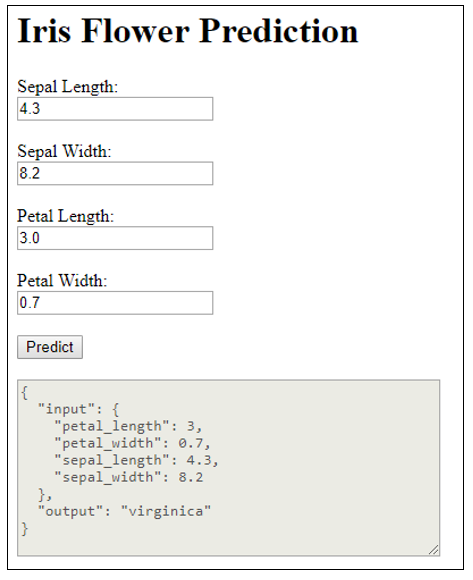 Iris Flower Prediction
Sepal Length:
4.3
Sepal Width:
8.2
Petal Length:
3.0
Petal Width:
0.7
Predict
{
  "input": {
    "petal_length": 3,
    "petal_width": 0.7,
    "sepal_length": 4.3,
    "sepal_width": 8.2
  },
  "output": "virginica"
}